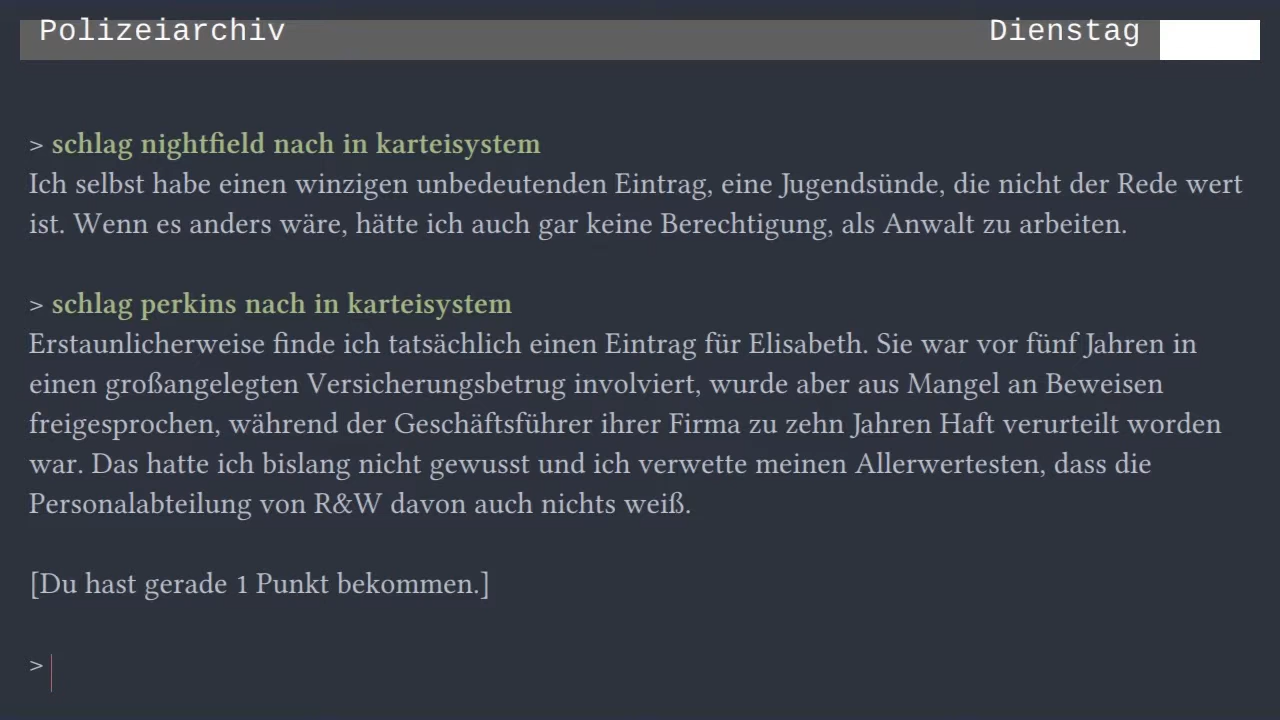 Polizeiarchiv Dienstag
> schlag nightfield nach in karteisystem
Ich selbst habe einen winzigen unbedeutenden Eintrag, eine Jugendsünde, die nicht der Rede wert
ist. Wenn es anders wäre, hätte ich auch gar keine Berechtigung, als Anwalt zu arbeiten.
> schlag perkins nach in karteisystem
Erstaunlicherweise finde ich tatsächlich einen Eintrag für Elisabeth. Sie war vor fünf Jahren in
einen großangelegten Versicherungsbetrug involviert, wurde aber aus Mangel an Beweisen
freigesprochen, während der Geschäftsführer ihrer Firma zu zehn Jahren Haft verurteilt worden
war. Das hatte ich bislang nicht gewusst und ich verwette meinen Allerwertesten, dass die
Personalabteilung von R&W davon auch nichts weiß.
[Du hast gerade 1 Punkt bekommen.]
>